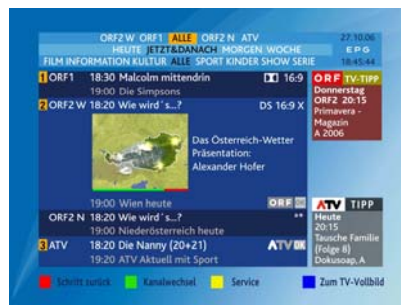 ORF2 W ORF1 ALLE ORF2 N ATV
27.10.06
HEUTE JETZT&DANACH MORGEN WOCHE
EPG
FILM INFORMATION KULTUR ALLE SPORT KINDER SHOW SERIE
18:45:44
1 ORF1 18:30 Malcolm mittendrin 16:9
19:00 Die Simpsons
2 ORF2 W 18:20 Wie wird´s...? DS 16:9 X
Das Österreich-Wetter
Präsentation:
Alexander Hofer
19:00 Wien heute ORF OK
ORF2 N 18:20 Wie wird´s...? **
19:00 Niederösterreich heute
3 ATV 18:20 Die Nanny (20+21) ATV OK
19:20 ATV Aktuell mit Sport
ORF TV-TIPP
Donnerstag
ORF2 20:15
Primavera -
Magazin
A 2006
ATV TIPP
Heute
20:15
Tausche Familie
(Folge 8)
Dokusoap, A
Schritt zurück Kanalwechsel Service Zum TV-Vollbild